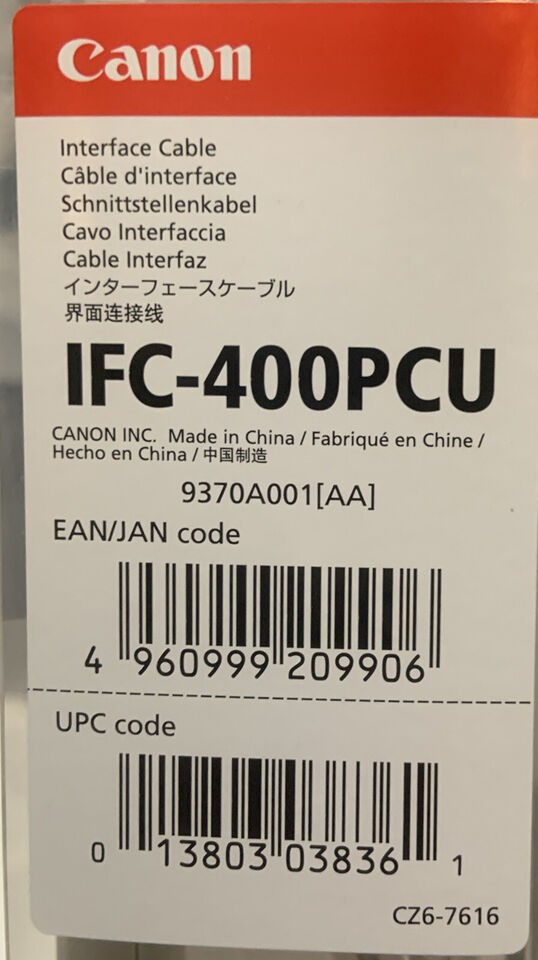 Canon
Interface Cable
Câble d'interface
Schnittstellenkabel
Cavo Interfaccia
Cable Interfaz
インターフェースケーブル
界面连接线
IFC-400PCU
CANON INC. Made in China / Fabriqué en Chine /
Hecho en China / 中国制造
9370A001[AA]
EAN/JAN code
4 960999 209906
UPC code
0 13803 03836 1
CZ6-7616